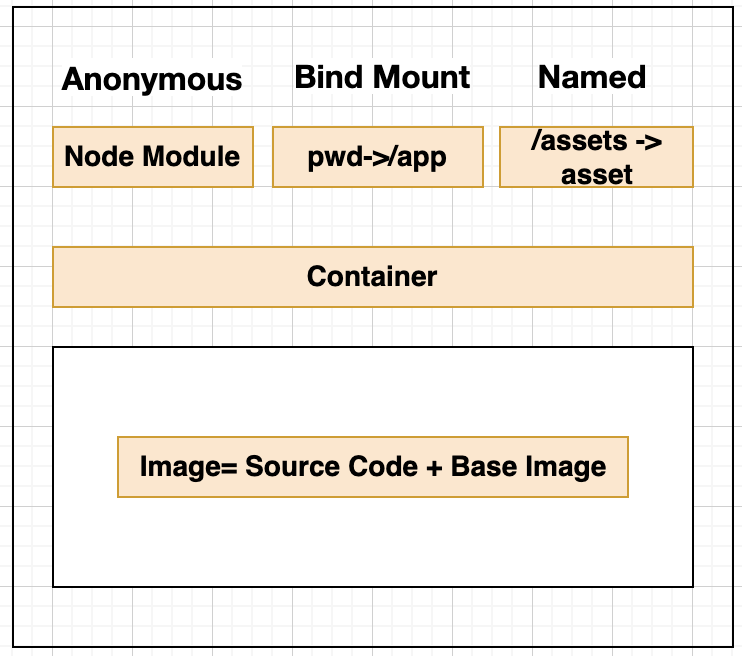 Anonymous
Bind Mount
Named
Node Module
pwd->/app
/assets ->
asset
Container
Image= Source Code + Base Image